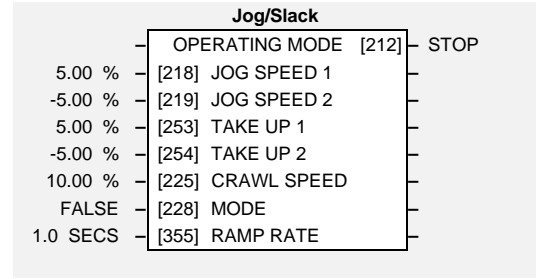 Jog/Slack
– OPERATING MODE [212] – STOP
5.00 % – [218] JOG SPEED 1 –
-5.00 % – [219] JOG SPEED 2 –
5.00 % – [253] TAKE UP 1 –
-5.00 % – [254] TAKE UP 2 –
10.00 % – [225] CRAWL SPEED –
FALSE – [228] MODE –
1.0 SECS – [355] RAMP RATE –